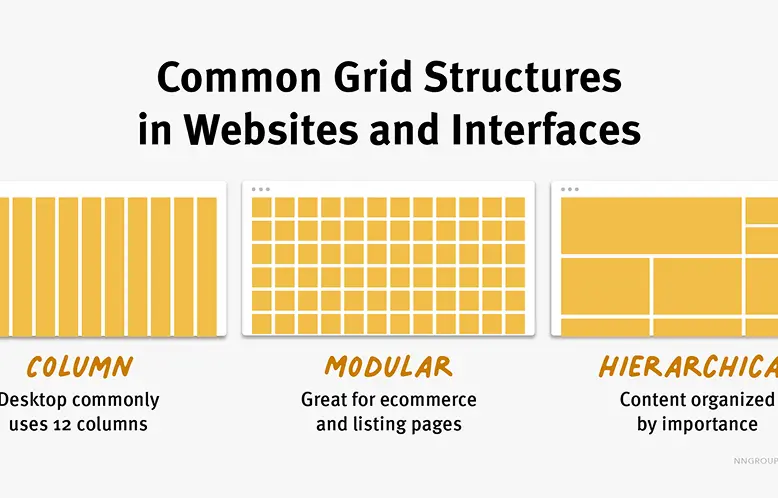 Common Grid Structures
in Websites and Interfaces
COLUMN
Desktop commonly
uses 12 columns
MODULAR
Great for ecommerce
and listing pages
HIERARCHICA
Content organized
by importance
NNGROUP